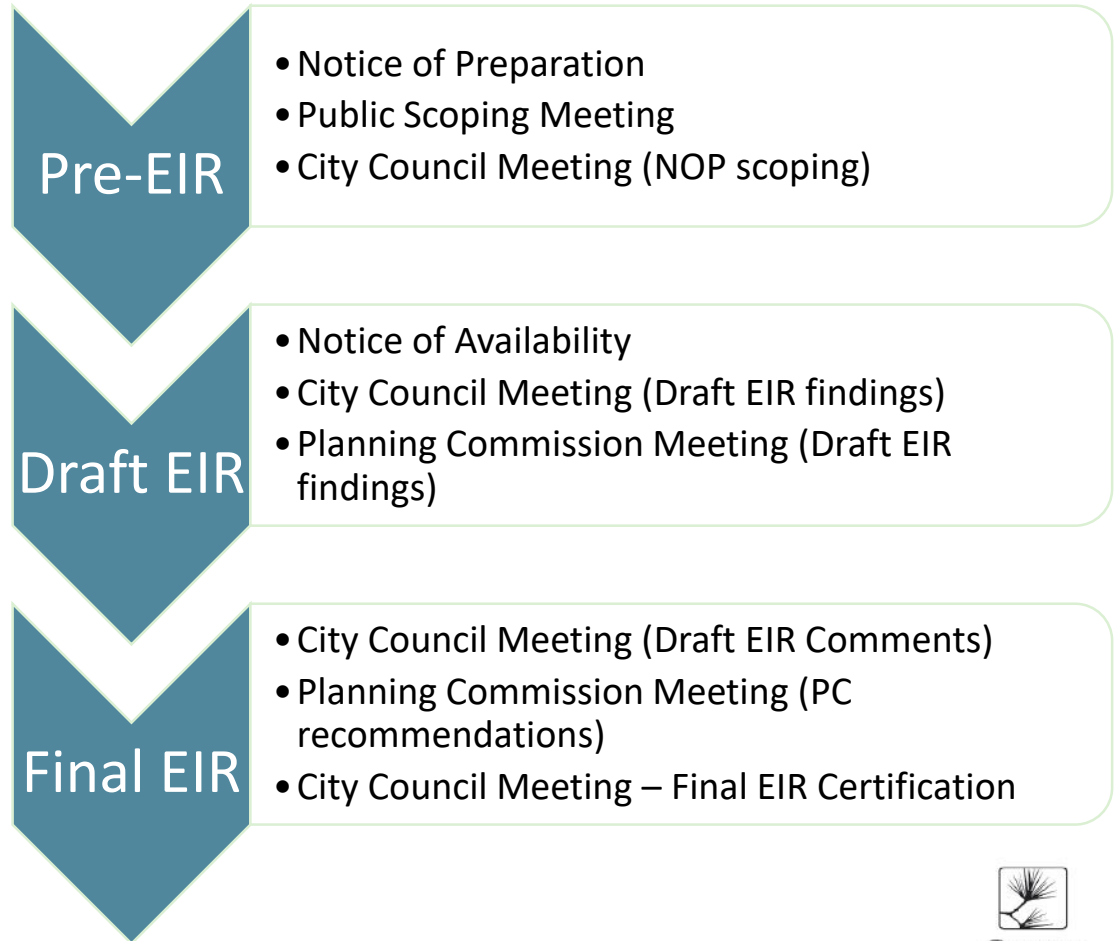 Pre-EIR
• Notice of Preparation
• Public Scoping Meeting
• City Council Meeting (NOP scoping)
Draft EIR
• Notice of Availability
• City Council Meeting (Draft EIR findings)
• Planning Commission Meeting (Draft EIR
findings)
Final EIR
• City Council Meeting (Draft EIR Comments)
• Planning Commission Meeting (PC
recommendations)
• City Council Meeting – Final EIR Certification